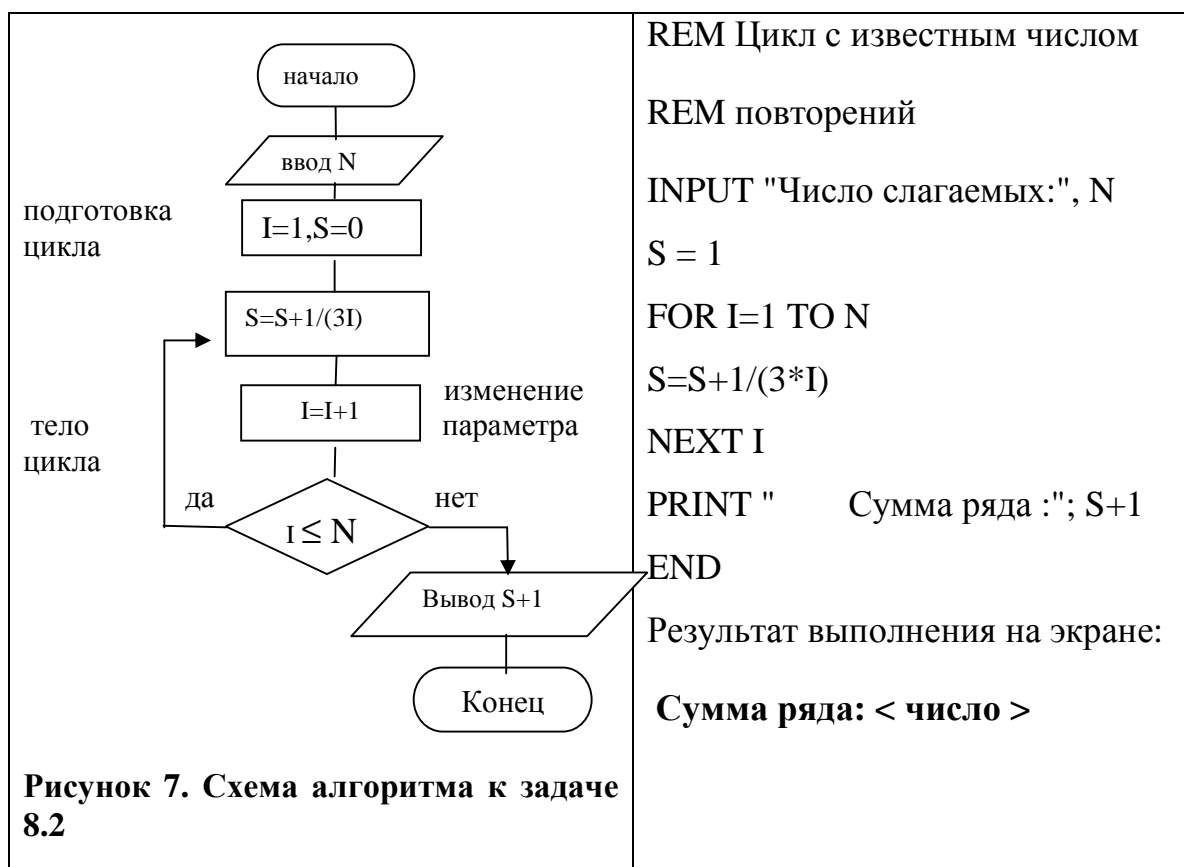 начало
ввод N
подготовка
цикла
I=1,S=0
S=S+1/(3I)
I=I+1
изменение
параметра
тело
цикла
да
нет
I ≤ N
Вывод S+1
Конец
Рисунок 7. Схема алгоритма к задаче
8.2
REM Цикл с известным числом
REM повторений
INPUT "Число слагаемых:", N
S = 1
FOR I=1 TO N
S=S+1/(3*I)
NEXT I
PRINT " Сумма ряда :"; S+1
END
Результат выполнения на экране:
Сумма ряда: < число >